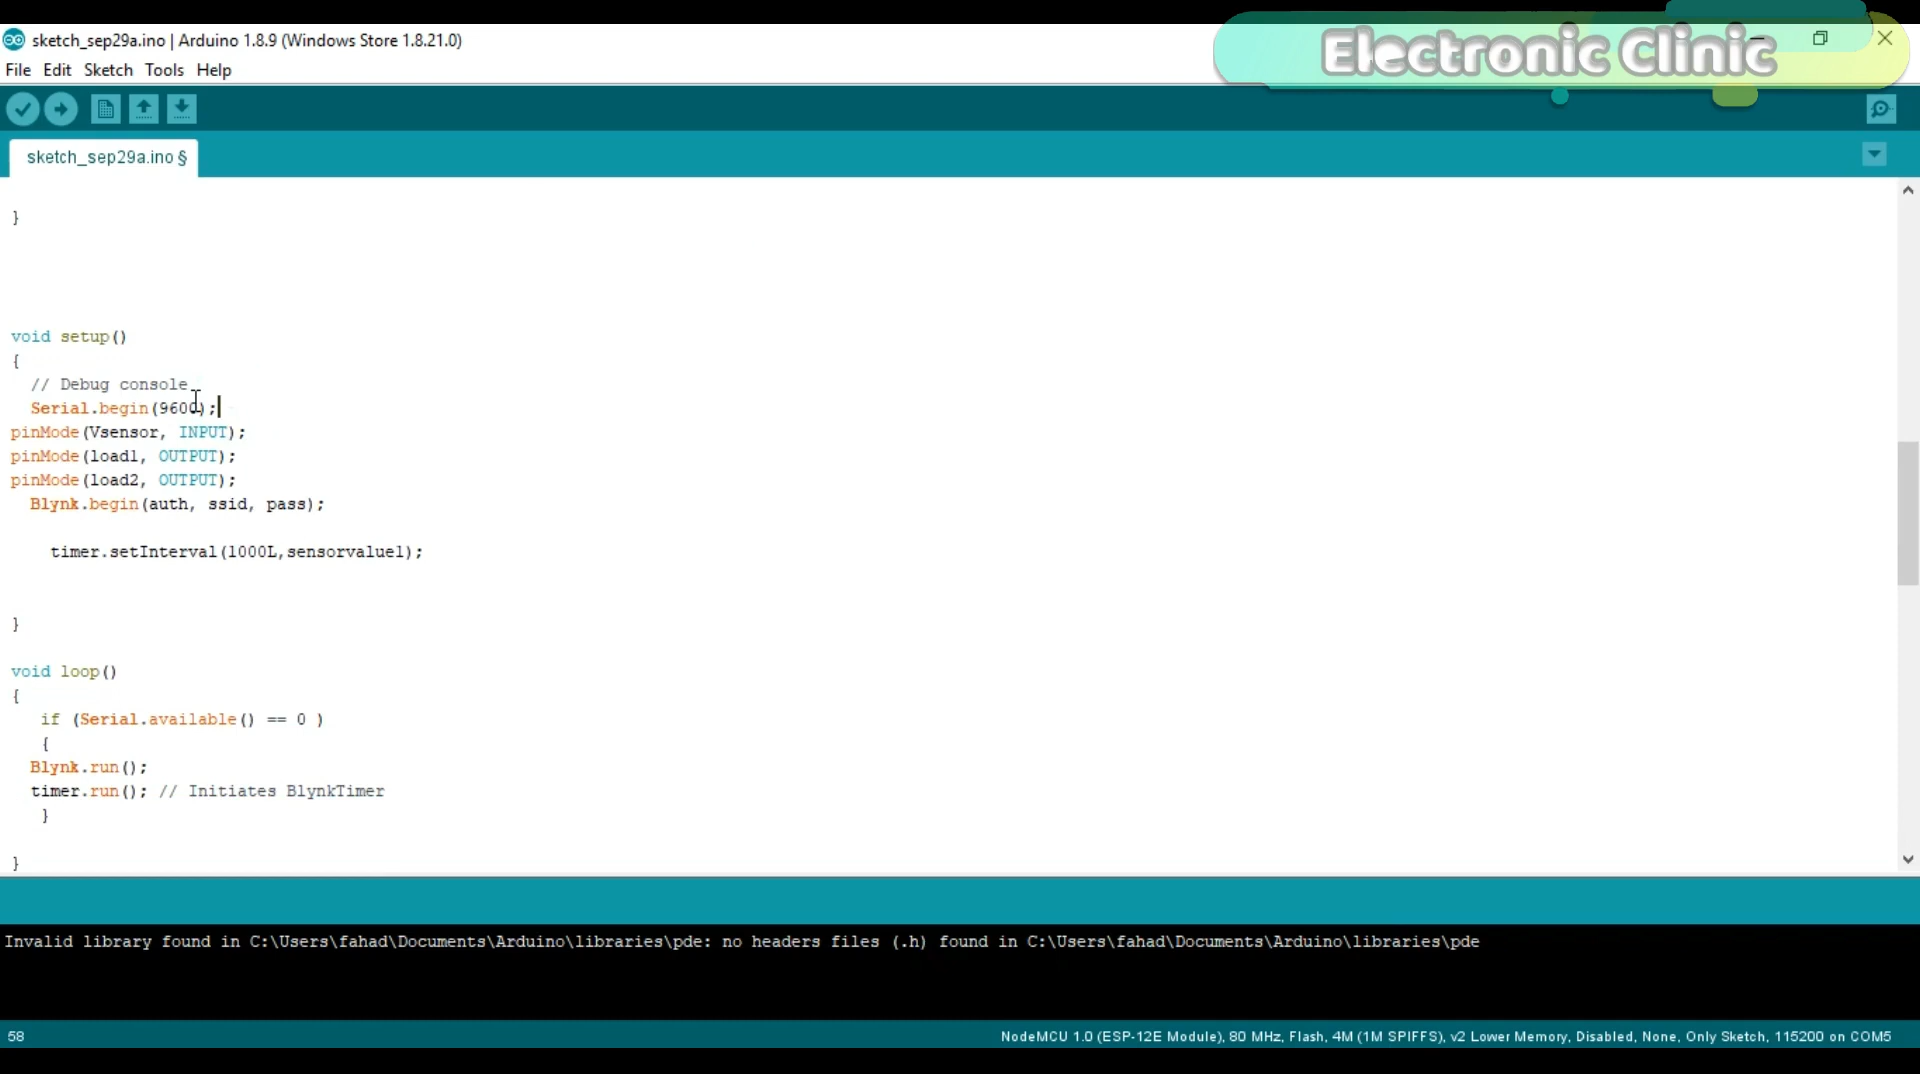 Electronic Clinic
sketch_sep29a.ino | Arduino 1.8.9 (Windows Store 1.8.21.0)
File Edit Sketch Tools Help
sketch_sep29a.ino §
}
void setup()
{
// Debug console
Serial.begin(9600);
pinMode(Vsensor, INPUT);
pinMode(load1, OUTPUT);
pinMode(load2, OUTPUT);
Blynk.begin(auth, ssid, pass);
timer.setInterval(1000L,sensorvalue1);
}
void loop()
{
if (Serial.available() == 0 )
{
Blynk.run();
timer.run(); // Initiates BlynkTimer
}
}
Invalid library found in C:\Users\fahad\Documents\Arduino\libraries\pde: no headers files (.h) found in C:\Users\fahad\Documents\Arduino\libraries\pde
58
NodeMCU 1.0 (ESP-12E Module), 80 MHz, Flash, 4M (1M SPIFFS), v2 Lower Memory, Disabled, None, Only Sketch, 115200 on COM5